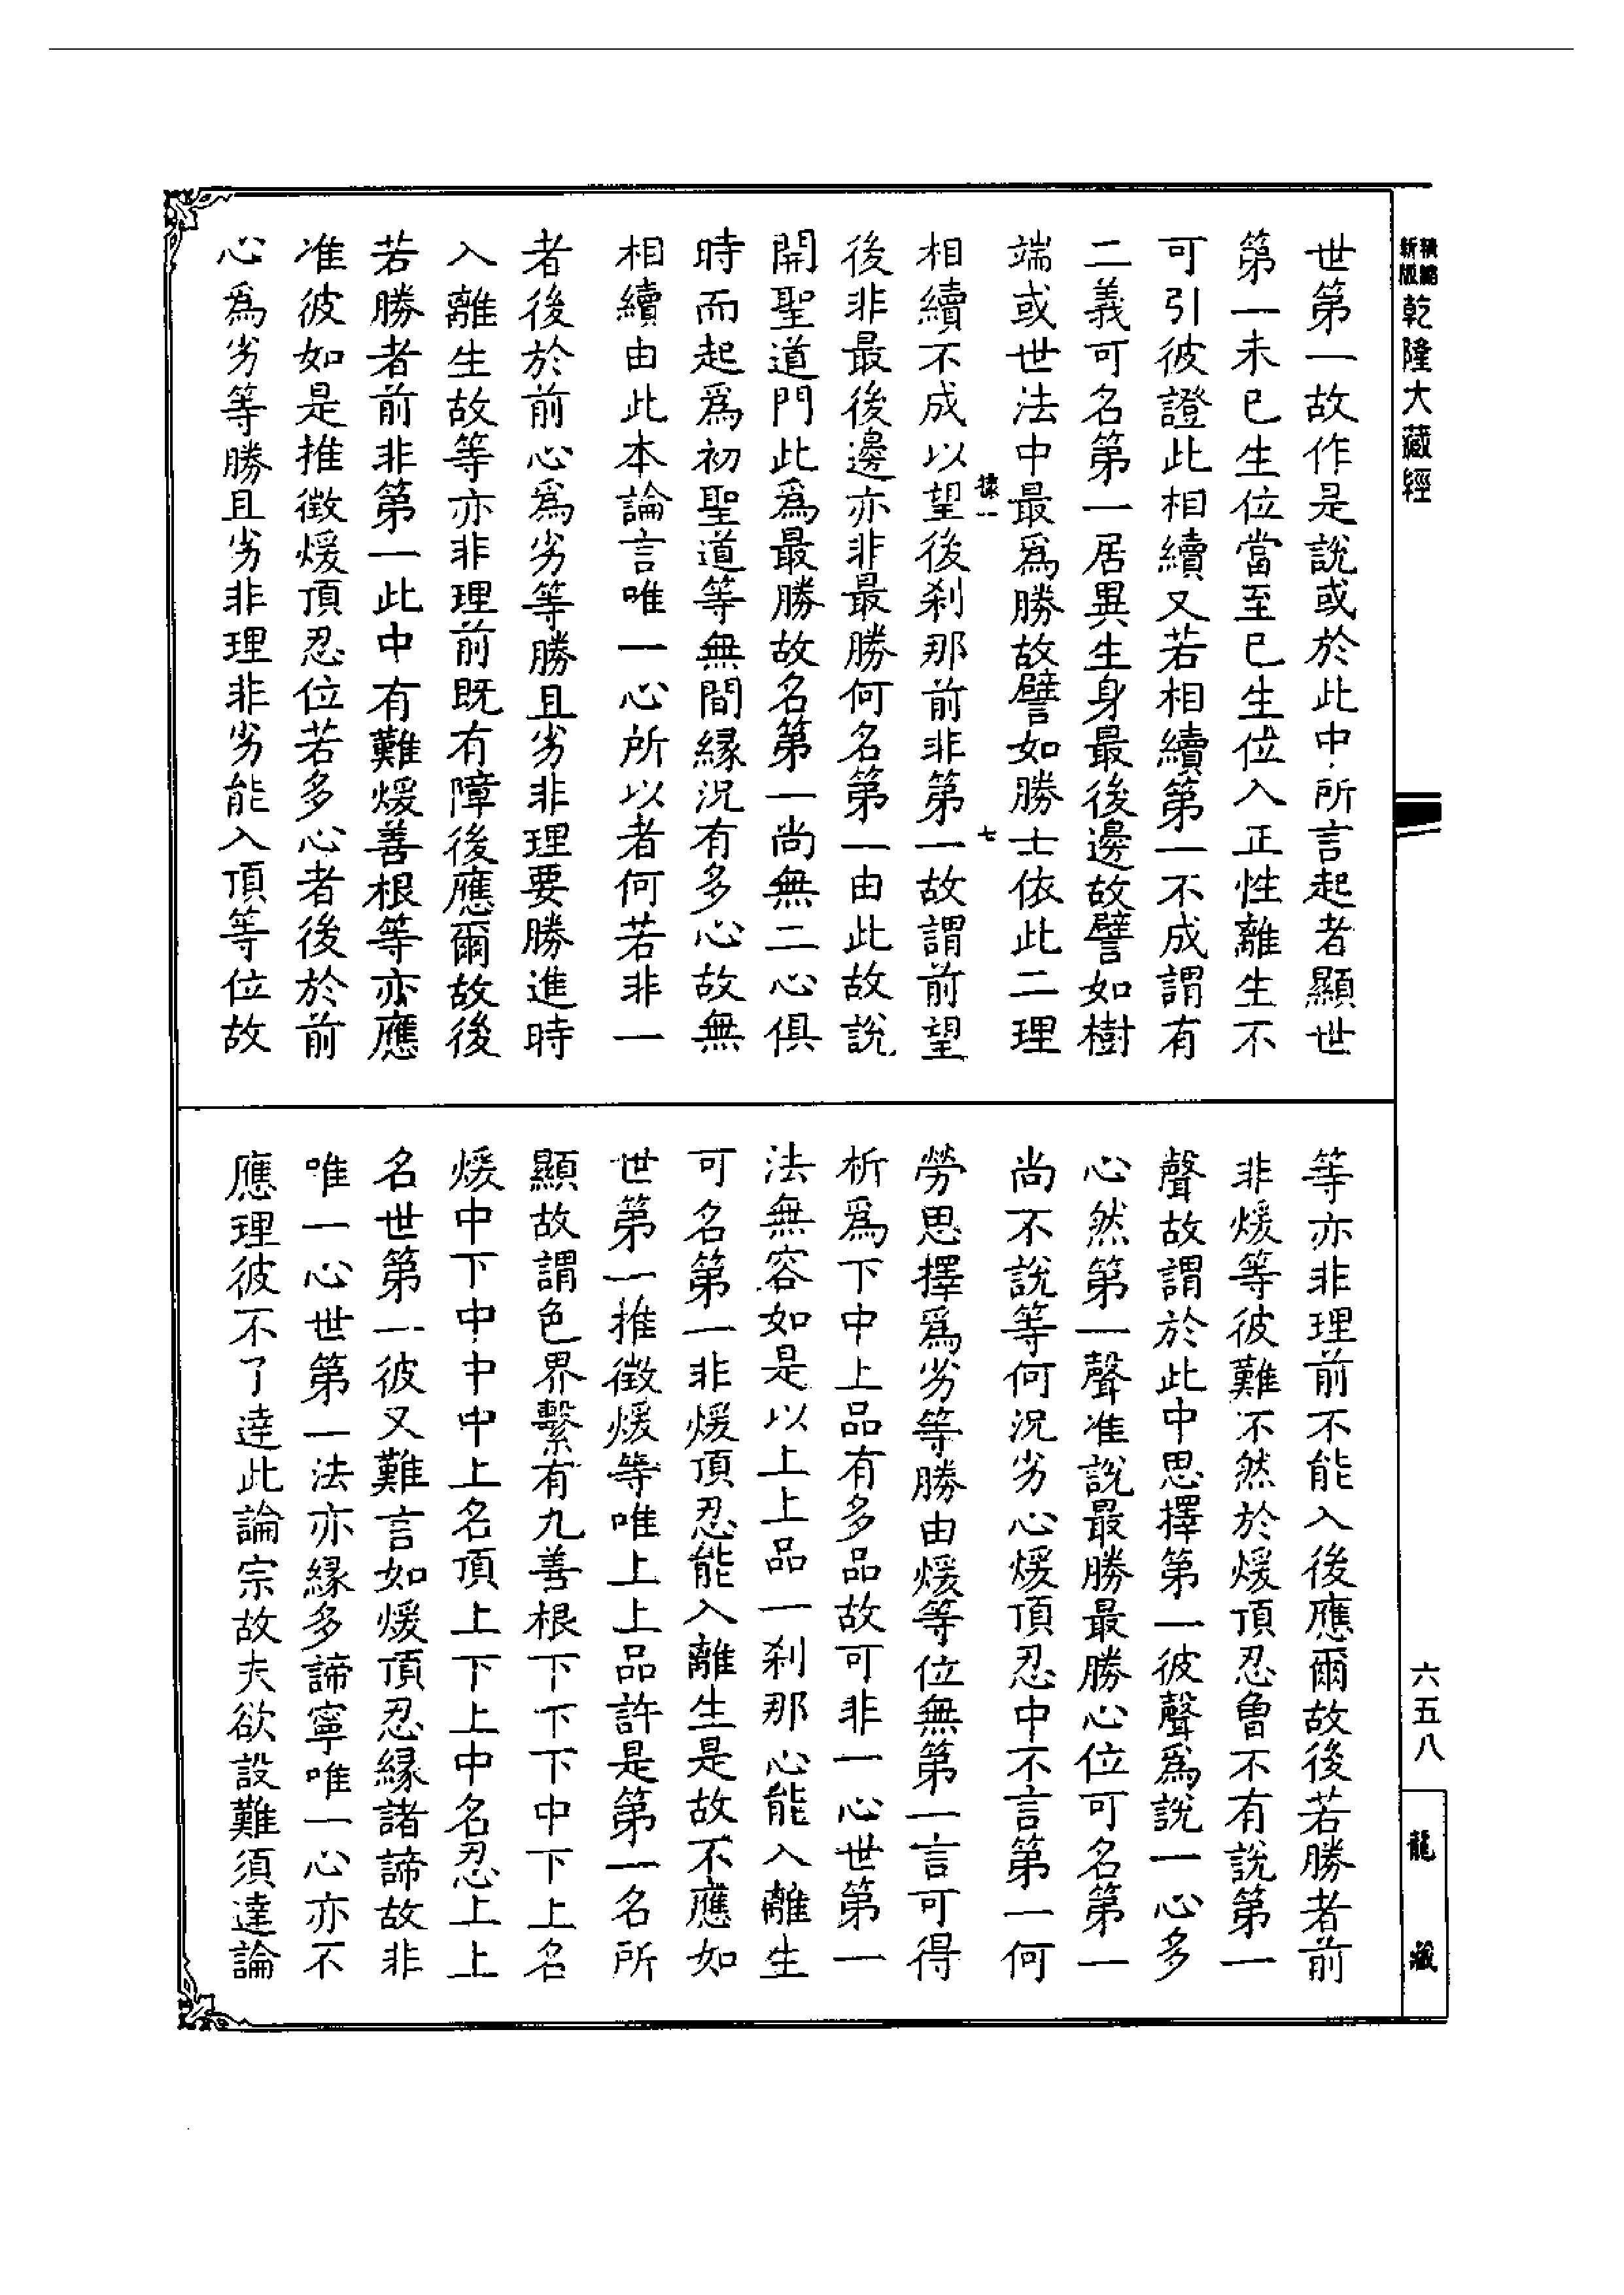 新版
乾隆大藏經
世第一故作是說或於此中所言起者顯世
第一未已生位當至已生位入正性離生不
可引彼證此相續又若相續第一不成謂有
二義可名第一居異生身最後邊故譬如樹
端或世法中最爲勝故譬如勝士依此二理
據一
七
相續不成以望後刹那前非第一故謂前望
後非最後邊亦非最勝何名第一由此故說
開聖道門此爲最勝故名第一尚無二心俱
時而起爲初聖道等無間緣況有多心故無
相續由此本論言唯一心所以者何若非一
者後於前心爲劣等勝且劣非理要勝進時
入離生故等亦非理前既有障後應爾故後
若勝者前非第一此中有難煖善根等亦應
准彼如是推徵煖頂忍位若多心者後於前
心爲劣等勝且劣非理非劣能入頂等位故
等亦非理前不能入後應爾故後若勝者前
非煖等彼難不然於煖頂忍曾不有說第一
聲故謂於此中思擇第一彼聲爲說一心多
心然第一聲准說最勝最勝心位可名第一
尚不說等何況劣心煖頂忍中不言第一何
勞思擇爲劣等勝由煖等位無第一言可得
析爲下中上品有多品故可非一心世第一
法無容如是以上上品一刹那心能入離生
可名第一非煖頂忍能入離生是故不應如
世第一推徵煖等唯上上品許是第一名所
顯故謂色界繫有九善根下下下中下上名
煖中下中中中上名頂上下上中名忍上上
名世第一彼又難言如煖頂忍緣諸諦故非
唯一心世第一法亦緣多諦寧唯一心亦不
應理彼不了達此論宗故夫欲設難須達論
六五八
龍藏